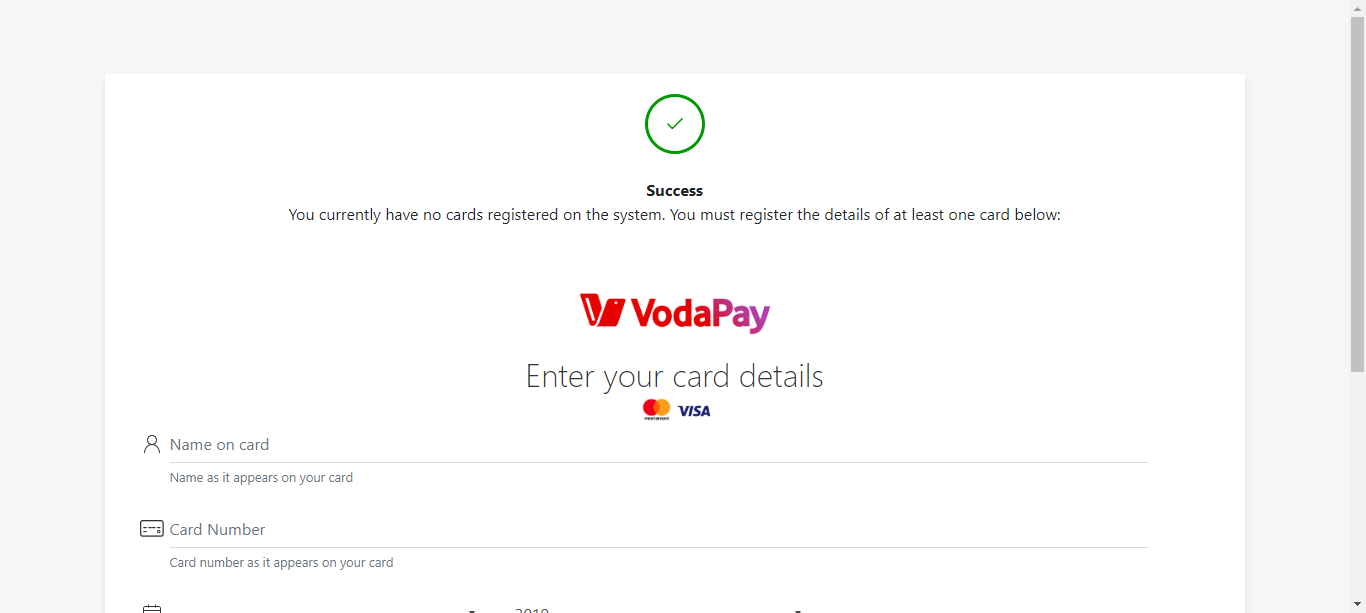 Success
You currently have no cards registered on the system. You must register the details of at least one card below:
VodaPay
Enter your card details
VISA
Name on card
Name as it appears on your card
Card Number
Card number as it appears on your card
2019